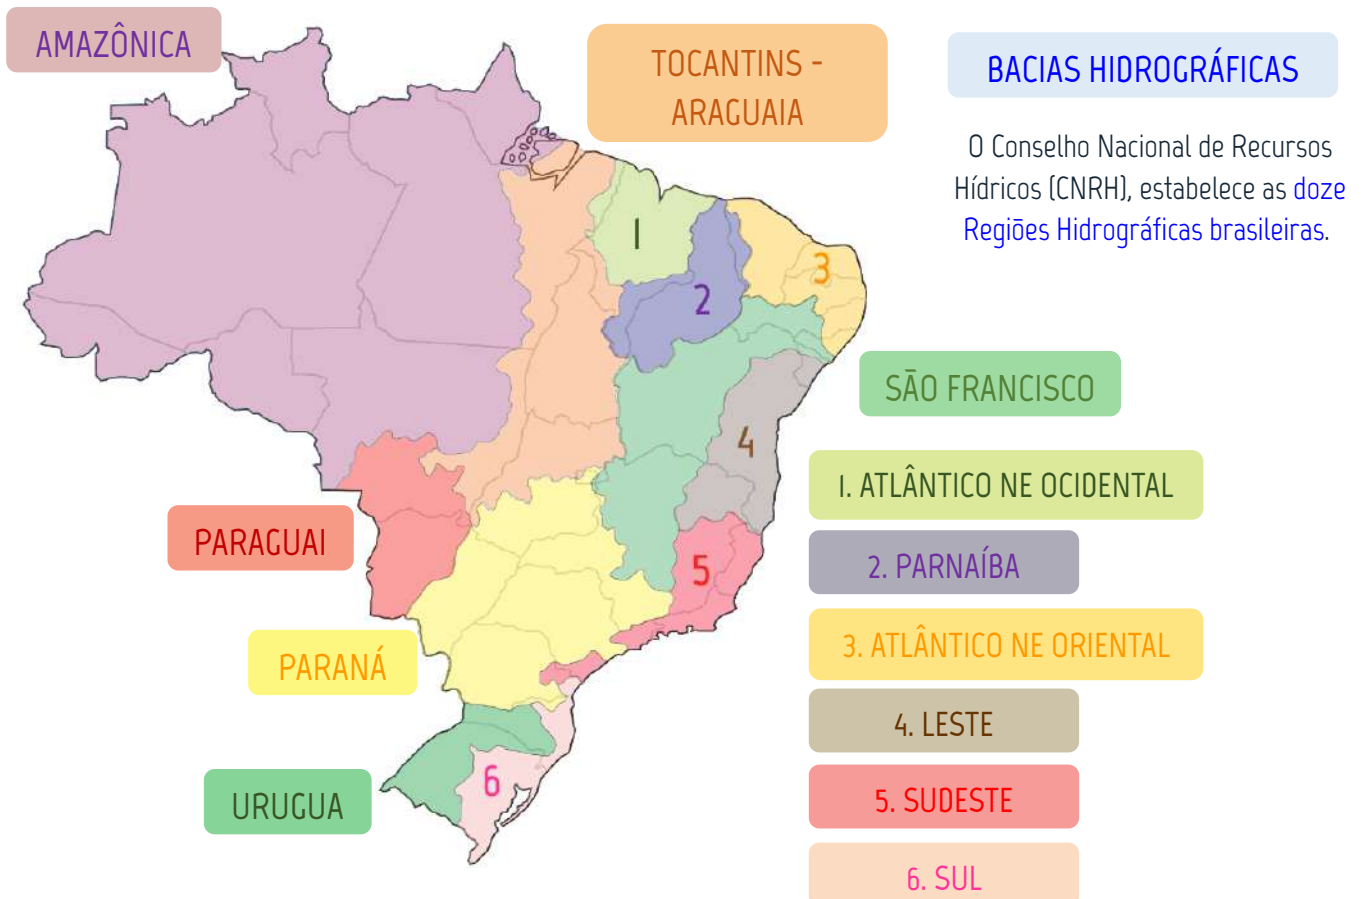 AMAZÔNICA
TOCANTINS -
ARAGUAIA
BACIAS HIDROGRÁFICAS
O Conselho Nacional de Recursos
Hídricos (CNRH), estabelece as doze
Regiões Hidrográficas brasileiras.
1
2
3
SÃO FRANCISCO
4
1. ATLÂNTICO NE OCIDENTAL
PARAGUAI
2. PARNAÍBA
5
3. ATLÂNTICO NE ORIENTAL
PARANÁ
4. LESTE
6
URUGUA
5. SUDESTE
6. SUL